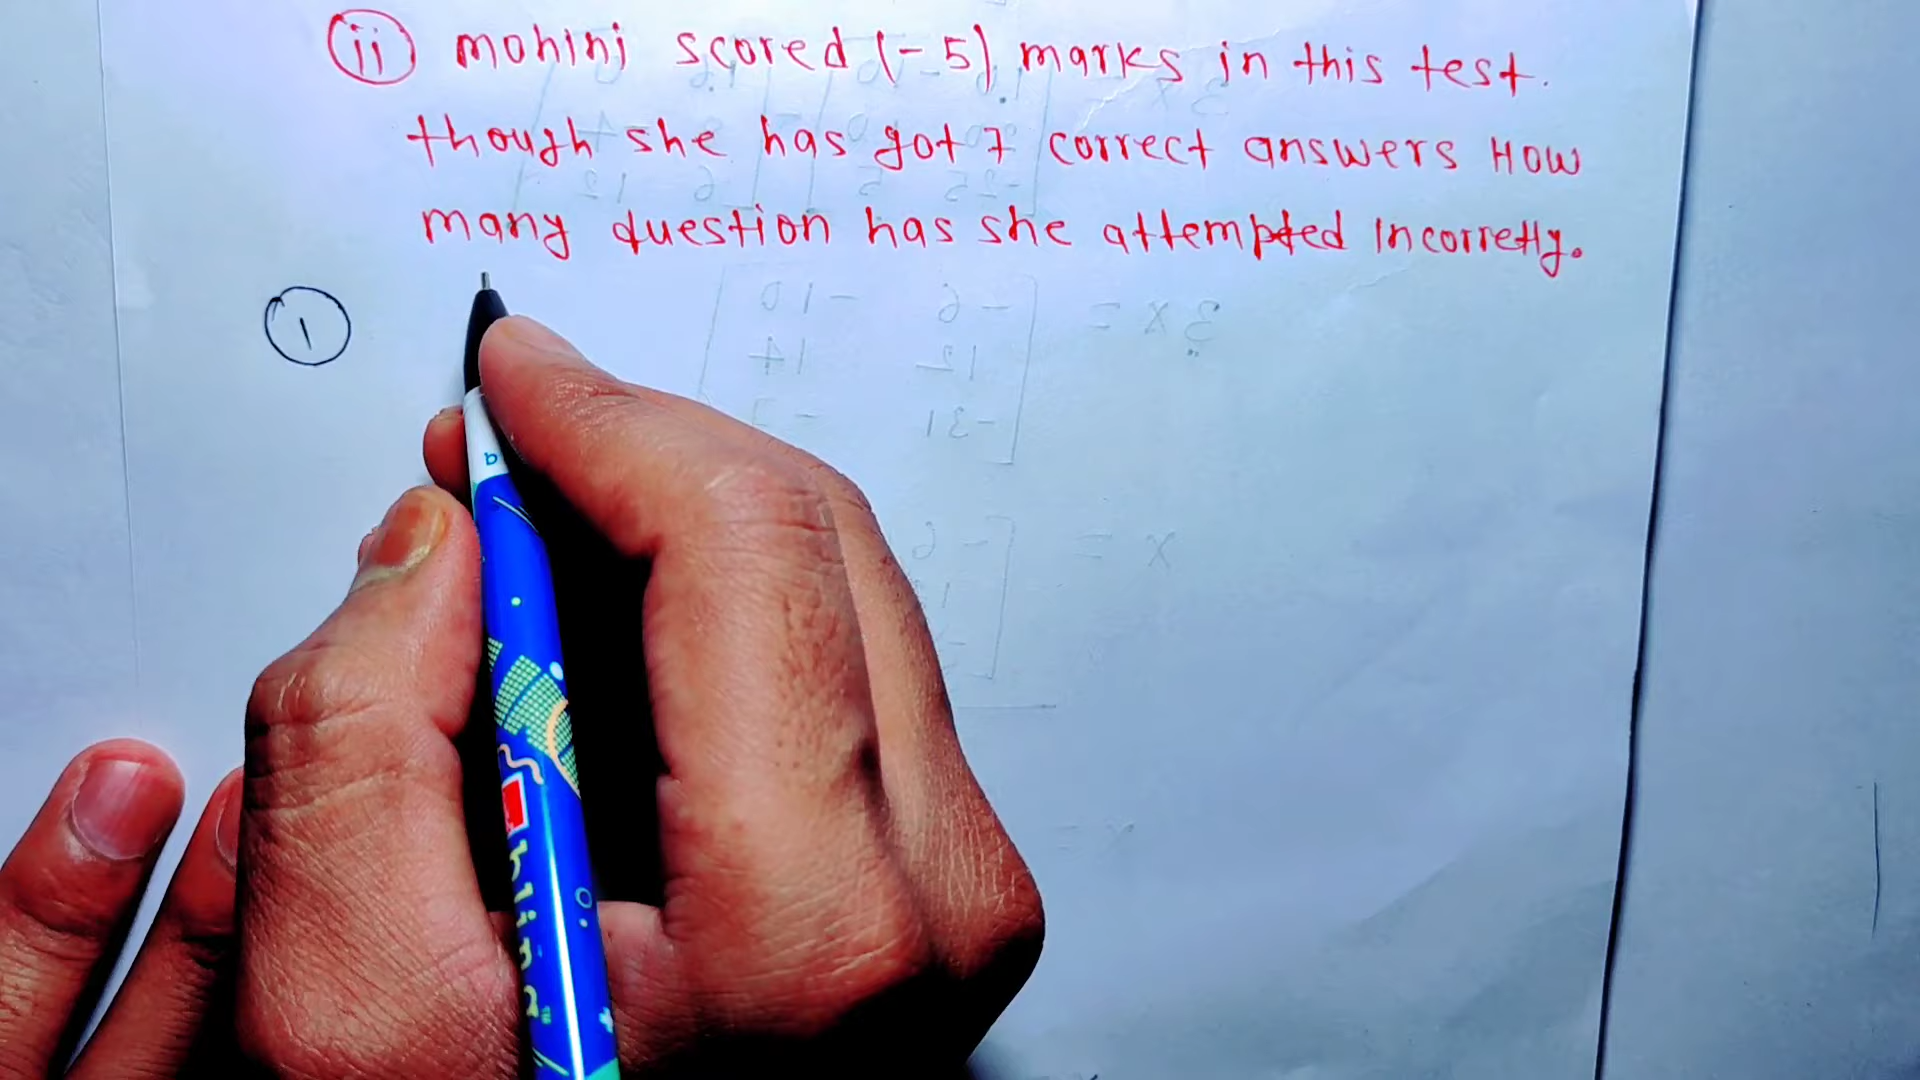 ii mohini scored (-5) marks in this test.
though she has got 7 correct answers How
many question has she attempted Incorretly.
1